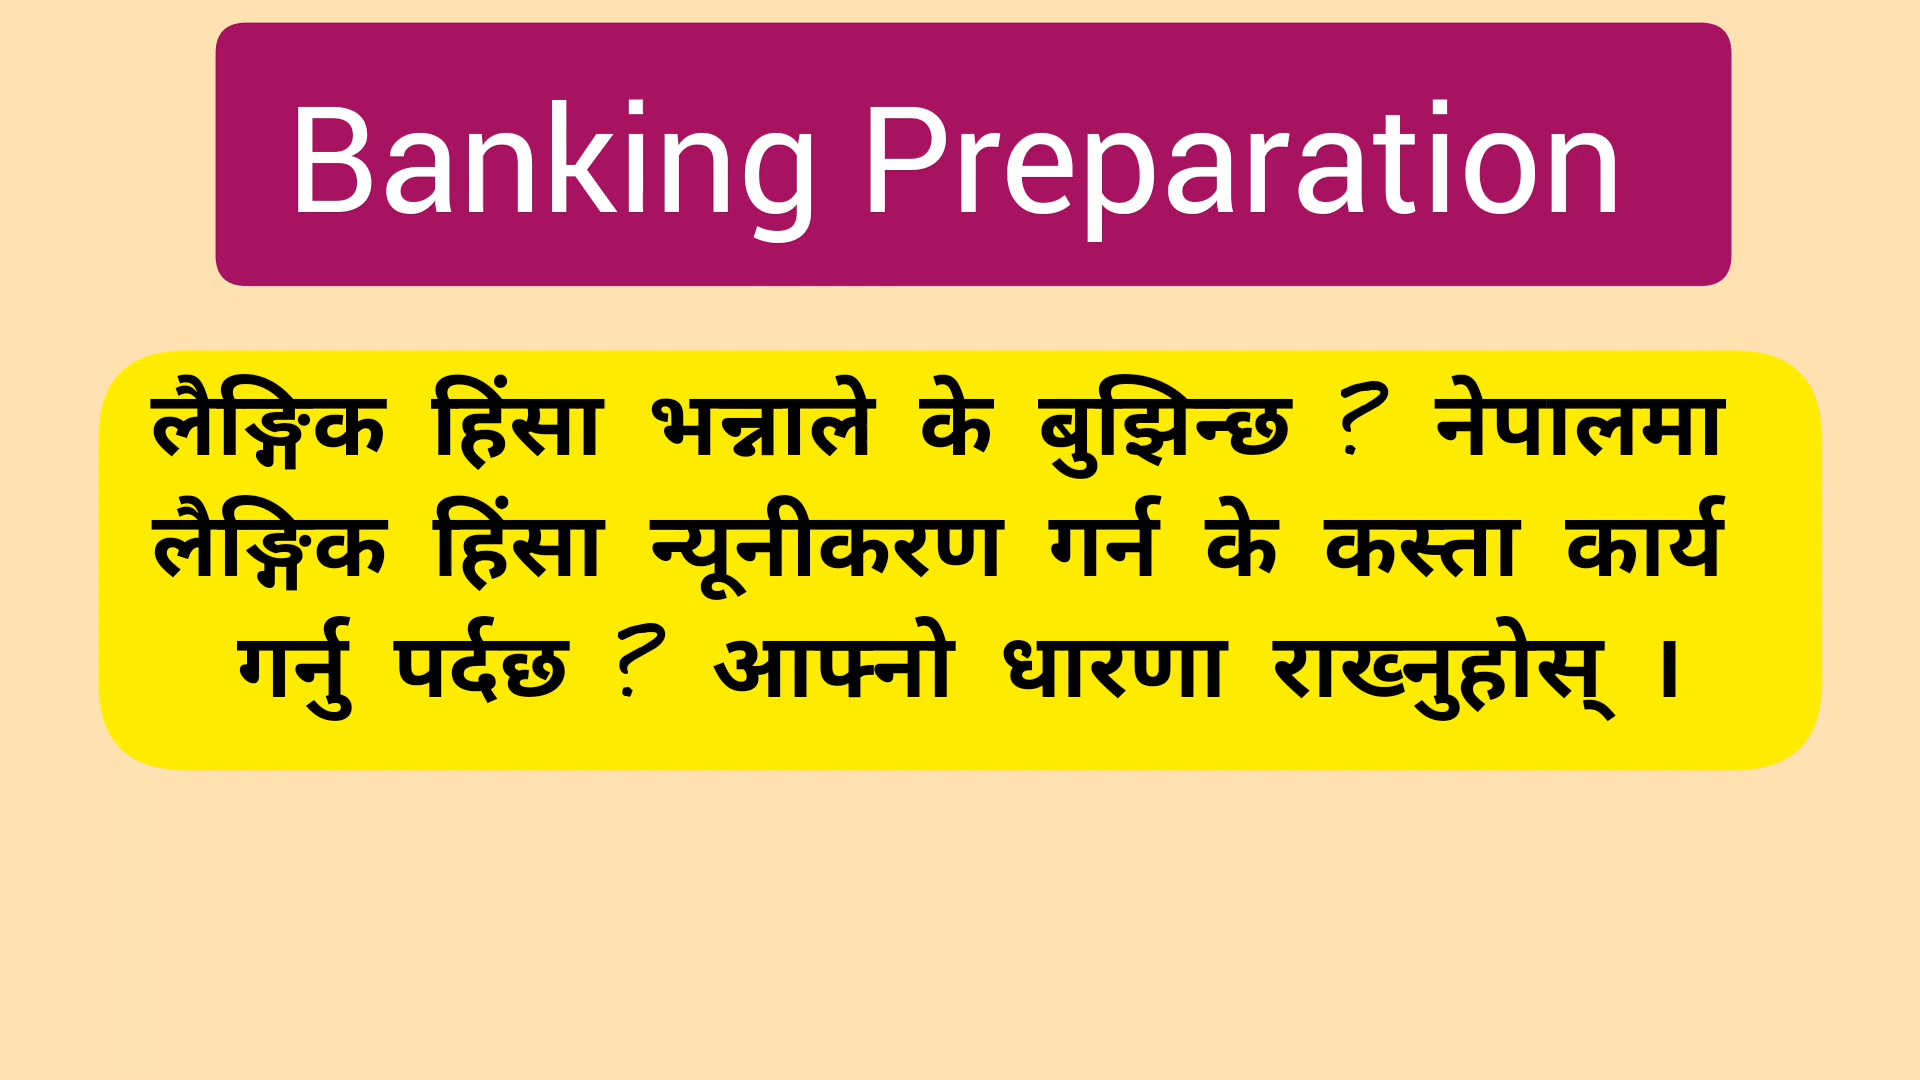 Banking Preparation
लैङ्गिक हिंसा भन्नाले के बुझिन्छ ? नेपालमा
लैङ्गिक हिंसा न्यूनीकरण गर्न के कस्ता कार्य
गर्नु पर्दछ ? आफ्नो धारणा राख्नुहोस् ।